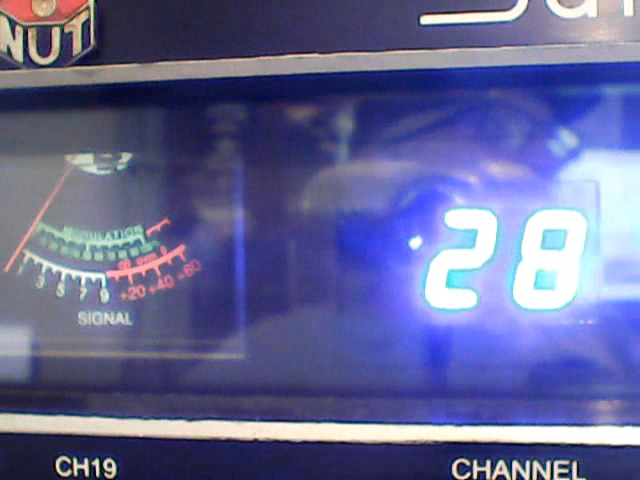 NUT
MODULATION
1 3 5 7 9 +20 +40 +60
SIGNAL
28
CH19 CHANNEL